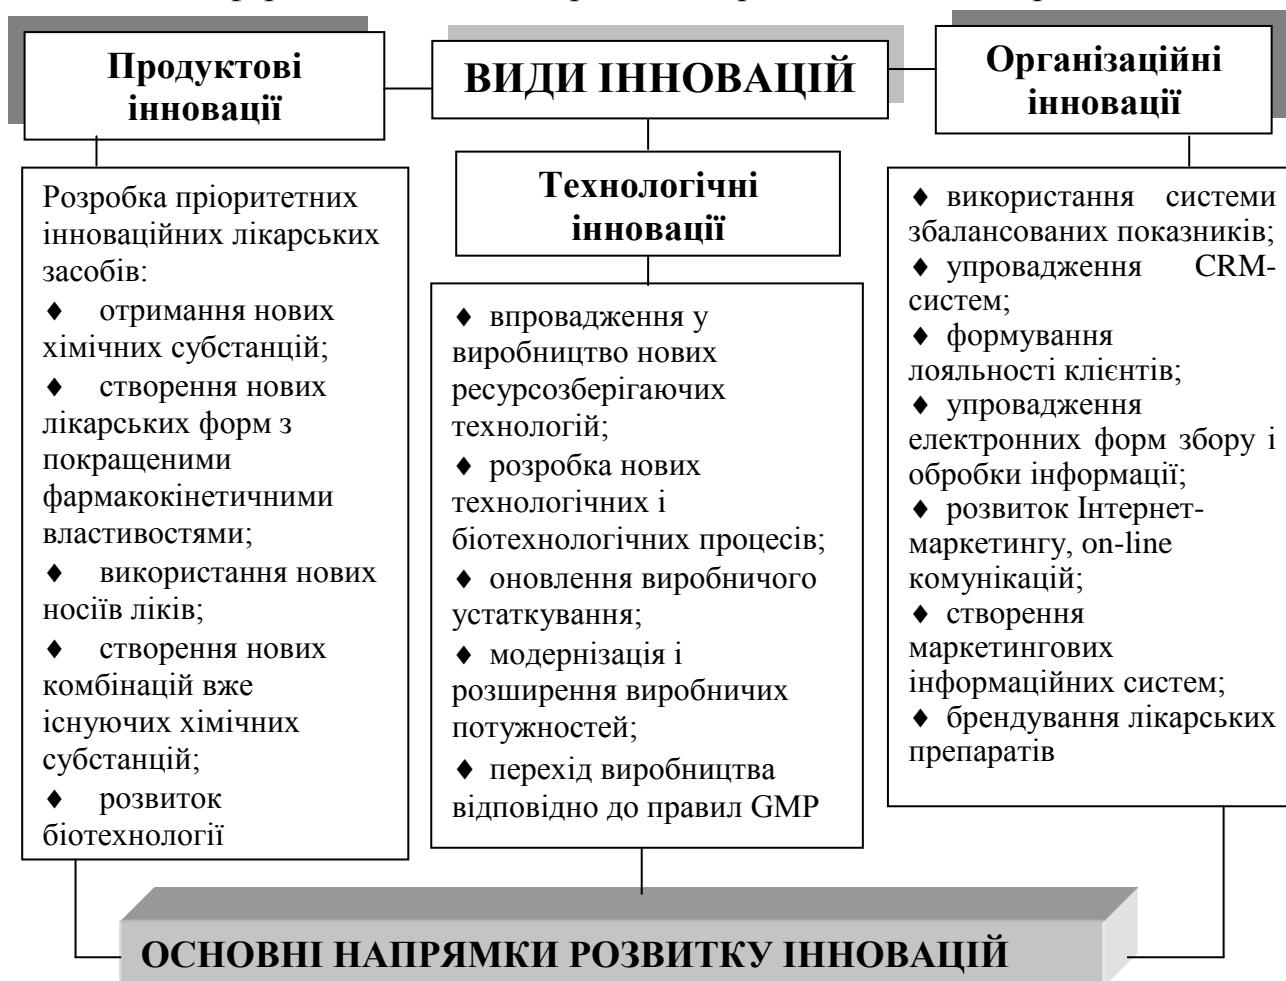 Продуктові
інновації
ВИДИ ІННОВАЦІЙ
Організаційні
інновації
Розробка пріоритетних
інноваційних лікарських
засобів:
♦ отримання нових
хімічних субстанцій;
♦ створення нових
лікарських форм з
покращеними
фармакокінетичними
властивостями;
♦ використання нових
носіїв ліків;
♦ створення нових
комбінацій вже
існуючих хімічних
субстанцій;
♦ розвиток
біотехнології
Технологічні
інновації
♦ впровадження у
виробництво нових
ресурсозберігаючих
технологій;
♦ розробка нових
технологічних і
біотехнологічних процесів;
♦ оновлення виробничого
устаткування;
♦ модернізація і
розширення виробничих
потужностей;
♦ перехід виробництва
відповідно до правил GMP
♦ використання системи
збалансованих показників;
♦ упровадження CRM-
систем;
♦ формування
лояльності клієнтів;
♦ упровадження
електронних форм збору і
обробки інформації;
♦ розвиток Інтернет-
маркетингу, on-line
комунікацій;
♦ створення
маркетингових
інформаційних систем;
♦ брендування лікарських
препаратів
ОСНОВНІ НАПРЯМКИ РОЗВИТКУ ІННОВАЦІЙ